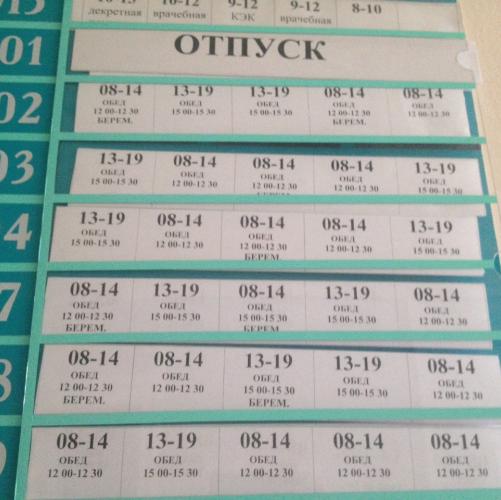 декретная врачебная КЭК врачебная 8-10
9-12 9-12
01 ОТПУСК
02 08-14 13-19 13-19 08-14 08-14
ОБЕД ОБЕД ОБЕД ОБЕД ОБЕД
12 00-12 30 15 00-15 30 15 00-15 30 12 00-12 30 12 00-12 30
БЕРЕМ. БЕРЕМ.
03 13-19 08-14 08-14 08-14 13-19
ОБЕД ОБЕД ОБЕД ОБЕД ОБЕД
15 00-15 30 12 00-12 30 12 00-12 30 12 00-12 30 15 00-15 30
4 13-19 08-14 08-14 08-14 13-19
ОБЕД ОБЕД ОБЕД ОБЕД ОБЕД
15 00-15 30 12 00-12 30 12 00-12 30 12 00-12 30 15 00-15 30
БЕРЕМ.
7 08-14 13-19 08-14 13-19 08-14
ОБЕД ОБЕД ОБЕД ОБЕД ОБЕД
12 00-12 30 15 00-15 30 15 00-15 30 15 00-15 30 12 00-12 30
БЕРЕМ. БЕРЕМ
8 08-14 08-14 13-19 13-19 08-14
ОБЕД ОБЕД ОБЕД ОБЕД ОБЕД
12 00-12 30 12 00-12 30 15 00-15 30 15 00-15 30 12 00-12 30
БЕРЕМ. БЕРЕМ.
9 08-14 13-19 08-14 08-14 08-14
ОБЕД ОБЕД ОБЕД ОБЕД ОБЕД
12 00-12 30 15 00-15 30 12 00-12 30 12 00-12 30 12 00-12 30